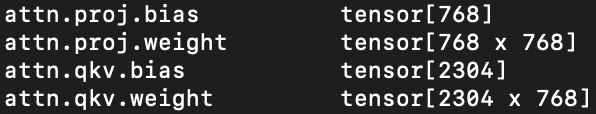 attn.proj.bias tensor[768]
attn.proj.weight tensor[768 x 768]
attn.qkv.bias tensor[2304]
attn.qkv.weight tensor[2304 x 768]